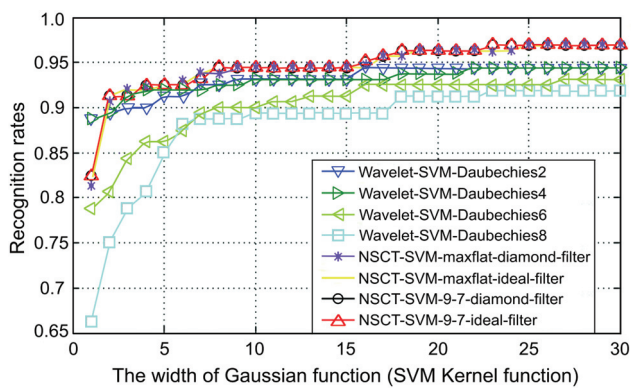 1.0
0.95
0.9
0.85
0.8
0.75
0.7
0.65
Recognition rates
Wavelet-SVM-Daubechies2
Wavelet-SVM-Daubechies4
Wavelet-SVM-Daubechies6
Wavelet-SVM-Daubechies8
NSCT-SVM-maxflat-diamond-filter
NSCT-SVM-maxflat-ideal-filter
NSCT-SVM-9-7-diamond-filter
NSCT-SVM-9-7-ideal-filter
0 5 10 15 20 25 30
The width of Gaussian function (SVM Kernel function)